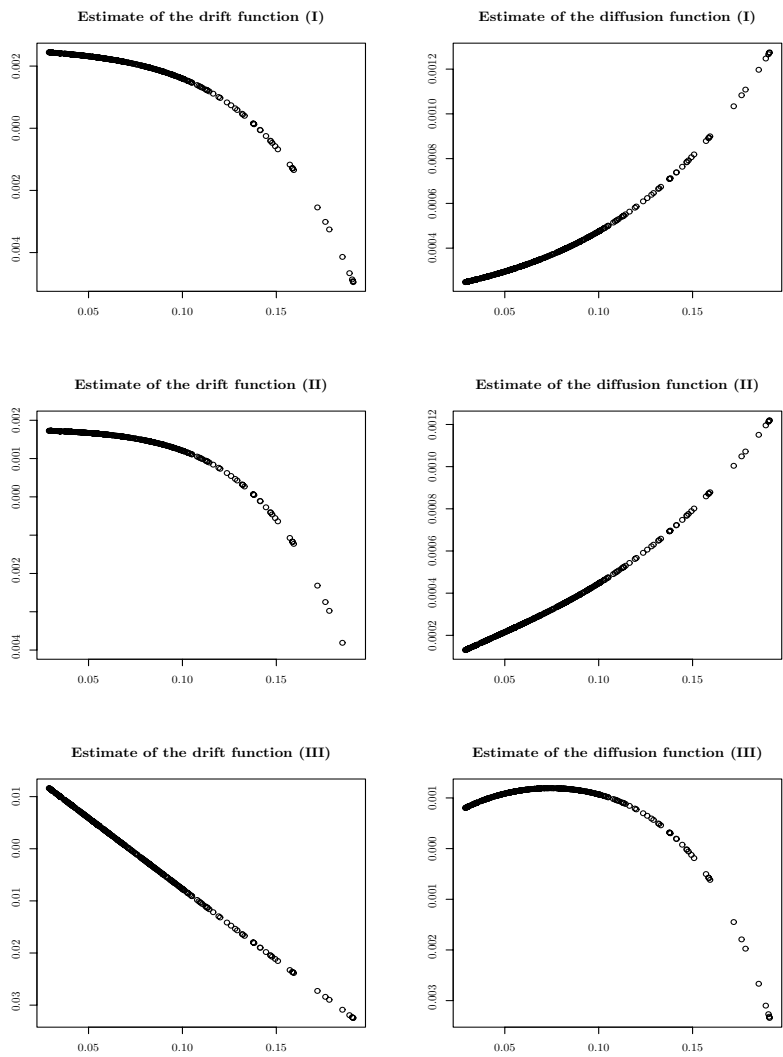 Estimate of the drift function (I)
Estimate of the diffusion function (I)
0.002
0.000
0.002
0.004
0.05 0.10 0.15
0.0012
0.0010
0.0008
0.0006
0.0004
0.05 0.10 0.15
Estimate of the drift function (II)
Estimate of the diffusion function (II)
0.002
0.001
0.000
0.002
0.004
0.05 0.10 0.15
0.0012
0.0010
0.0008
0.0006
0.0004
0.0002
0.05 0.10 0.15
Estimate of the drift function (III)
Estimate of the diffusion function (III)
0.01
0.00
0.01
0.02
0.03
0.05 0.10 0.15
0.001
0.000
0.001
0.002
0.003
0.05 0.10 0.15